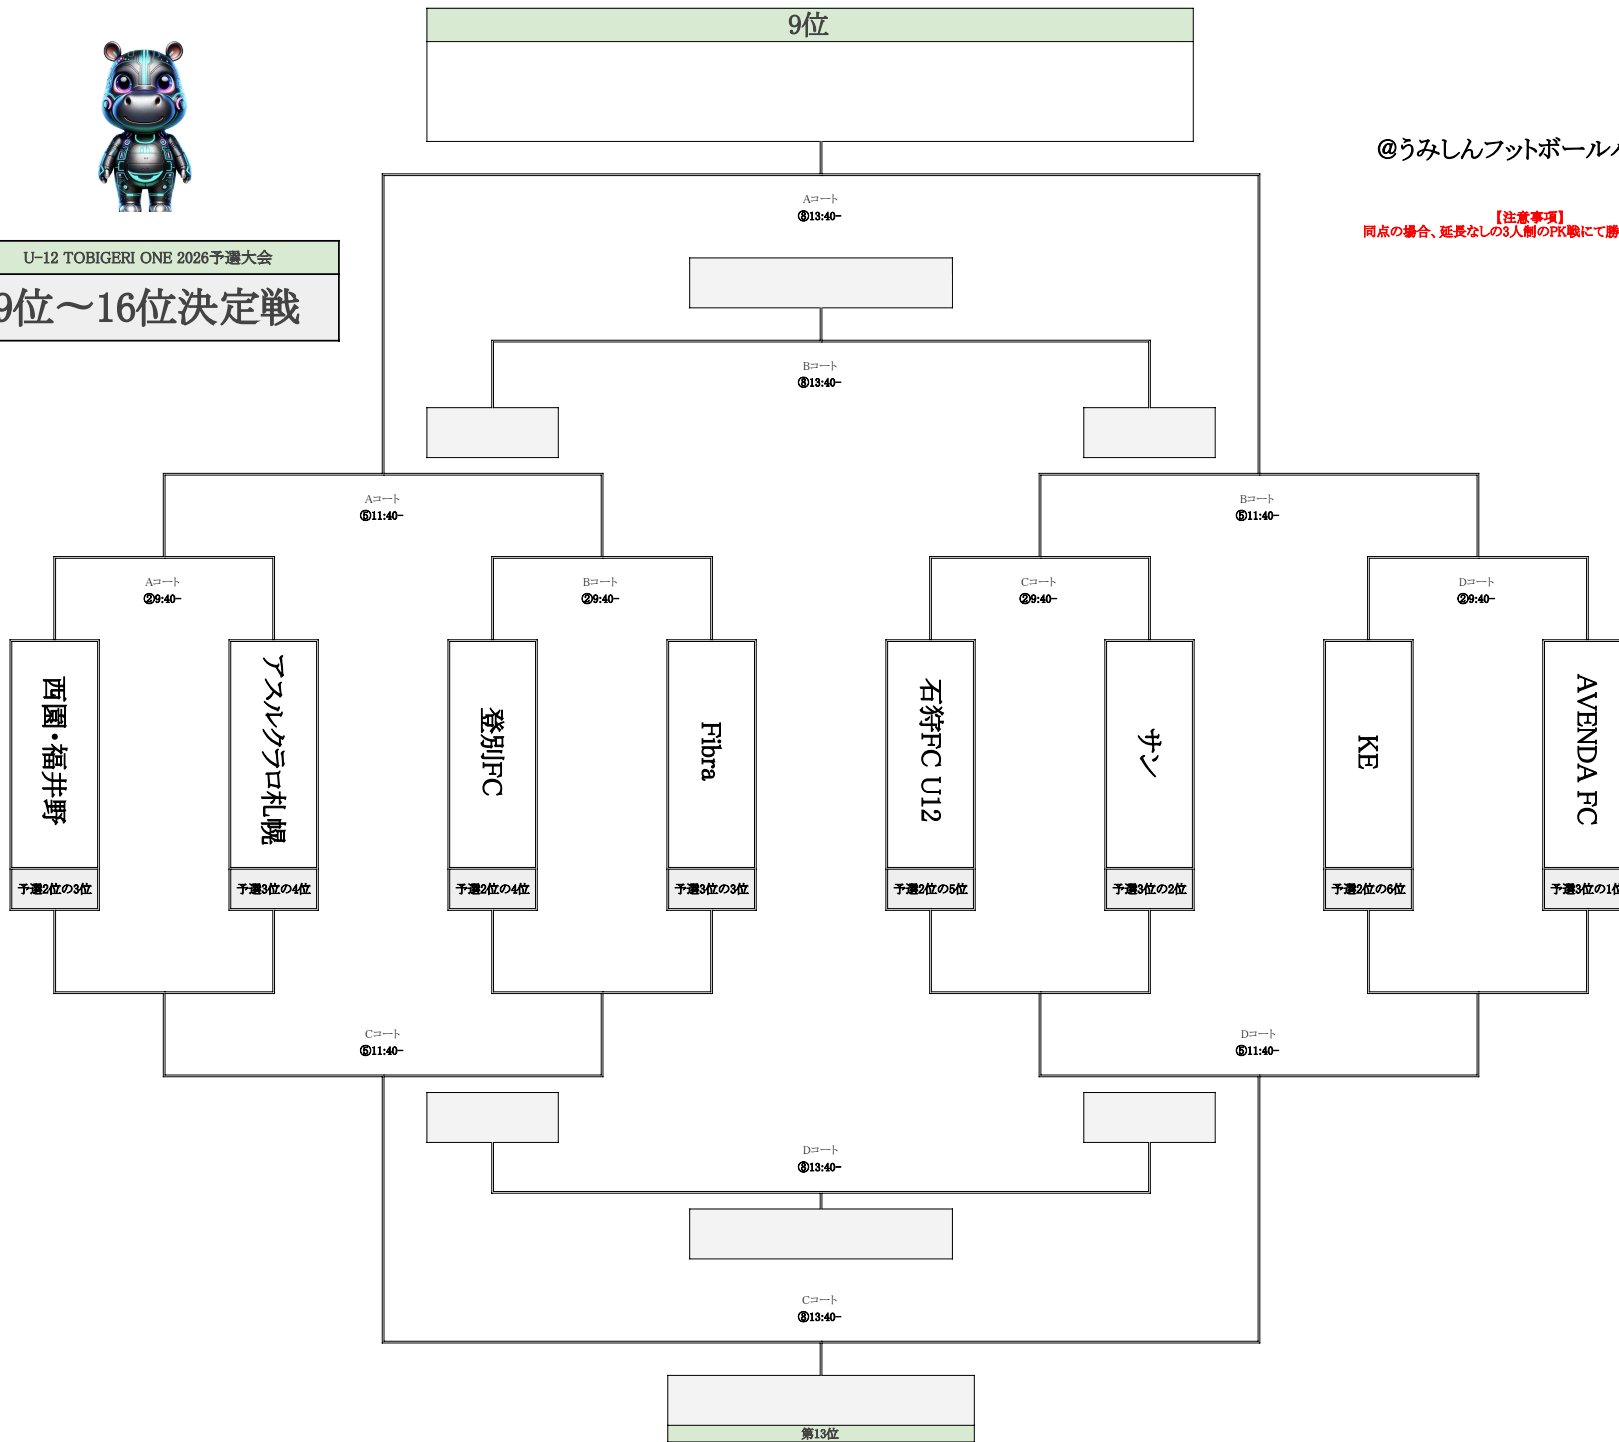 9位
@うみしんフットボール
【注意事項】
同点の場合、延長なしの3人制のPK戦にて勝
U-12 TOBIGERI ONE 2026予選大会
9位～16位決定戦
Aコート
⑧13:40-
Bコート
⑧13:40-
Aコート
⑤11:40-
Bコート
⑤11:40-
Aコート
②9:40-
Bコート
②9:40-
Cコート
②9:40-
Dコート
②9:40-
西園・福井野
アスルクラロ札幌
登別FC
Fibra
石狩FC U12
サン
KE
AVENDA FC
予選2位の3位
予選3位の4位
予選2位の4位
予選3位の3位
予選2位の5位
予選3位の2位
予選2位の6位
予選3位の1位
Cコート
⑤11:40-
Dコート
⑤11:40-
Dコート
⑧13:40-
Cコート
⑧13:40-
第13位